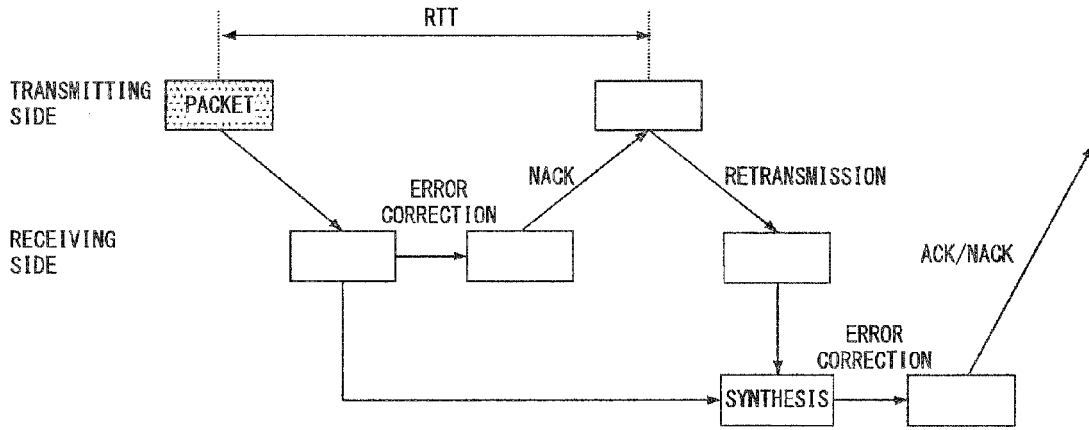 RTT
TRANSMITTING
SIDE
PACKET
NACK
RETRANSMISSION
ERROR
CORRECTION
RECEIVING
SIDE
ACK/NACK
ERROR
CORRECTION
SYNTHESIS